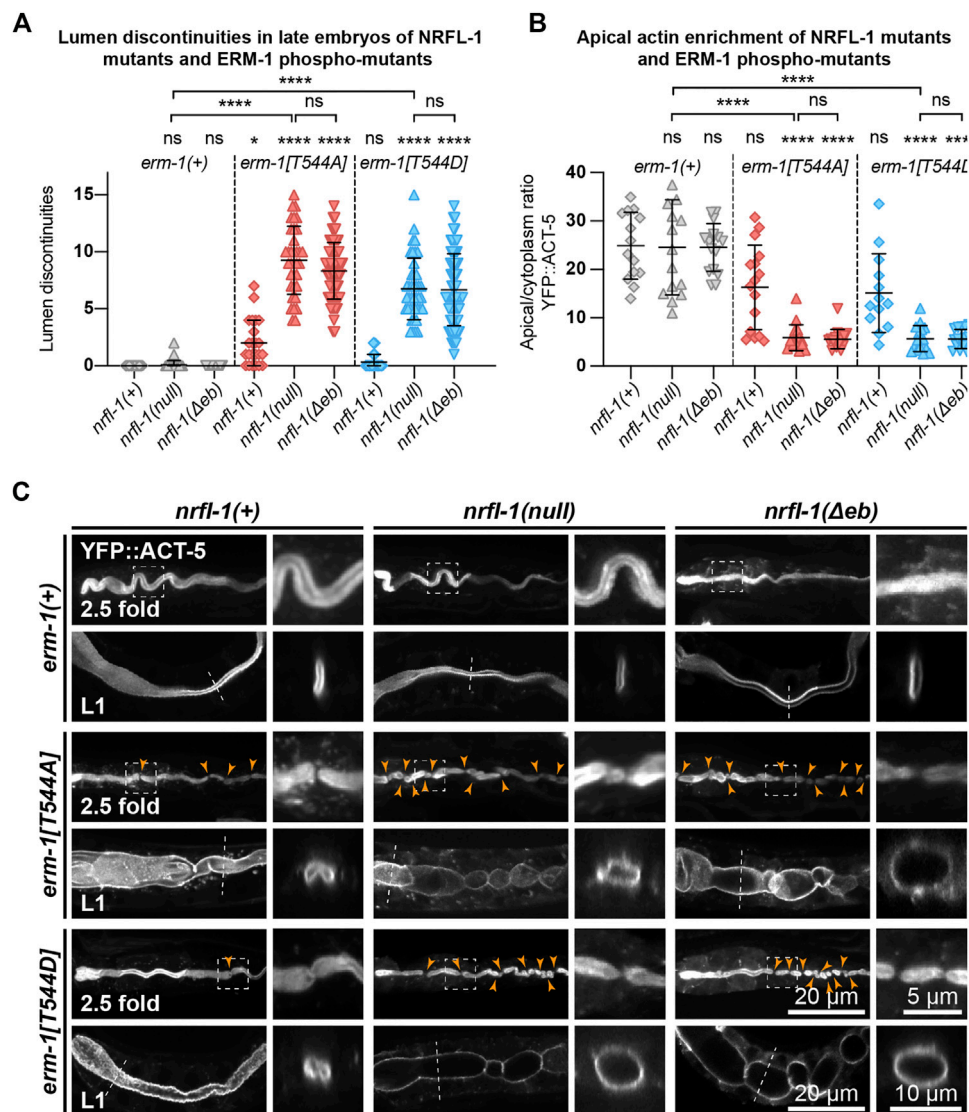 A
Lumen discontinuities in late embryos of NRFL-1
mutants and ERM-1 phospho-mutants
****
****
ns
ns
ns
ns
*
****
****
ns
****
****
erm-1(+)
erm-1[T544A]
erm-1[T544D]
Lumen discontinuities
15
10
5
0
nrfl-1(+)
nrfl-1(null)
nrfl-1(Δeb)
nrfl-1(+)
nrfl-1(null)
nrfl-1(Δeb)
nrfl-1(+)
nrfl-1(null)
nrfl-1(Δeb)
B
Apical actin enrichment of NRFL-1 mutants
and ERM-1 phospho-mutants
****
****
ns
ns
ns
ns
ns
****
****
ns
****
***
erm-1(+)
erm-1[T544A]
erm-1[T544D
Apical/cytoplasm ratio
YFP::ACT-5
40
30
20
10
0
nrfl-1(+)
nrfl-1(null)
nrfl-1(Δeb)
nrfl-1(+)
nrfl-1(null)
nrfl-1(Δeb)
nrfl-1(+)
nrfl-1(null)
nrfl-1(Δeb)
C
nrfl-1(+)
nrfl-1(null)
nrfl-1(Δeb)
erm-1(+)
YFP::ACT-5
2.5 fold
L1
erm-1[T544A]
2.5 fold
L1
erm-1[T544D]
2.5 fold
20 µm
5 µm
L1
20 µm
10 µm